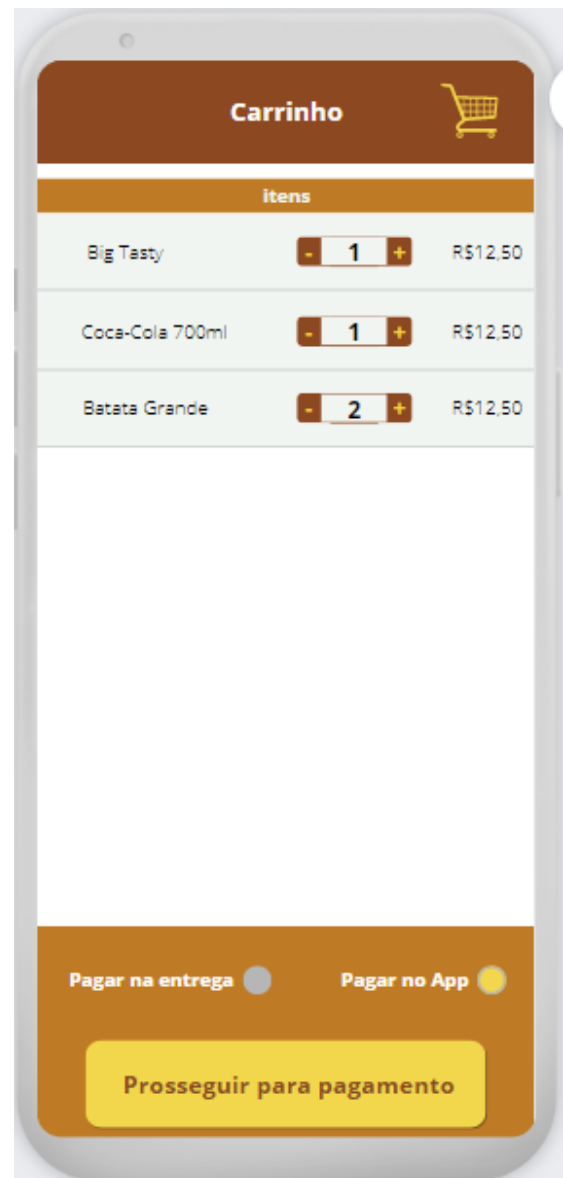 Carrinho
itens
Big Tasty - 1 + R$12,50
Coca-Cola 700ml - 1 + R$12,50
Batata Grande - 2 + R$12,50
Pagar na entrega Pagar no App
Prosseguir para pagamento